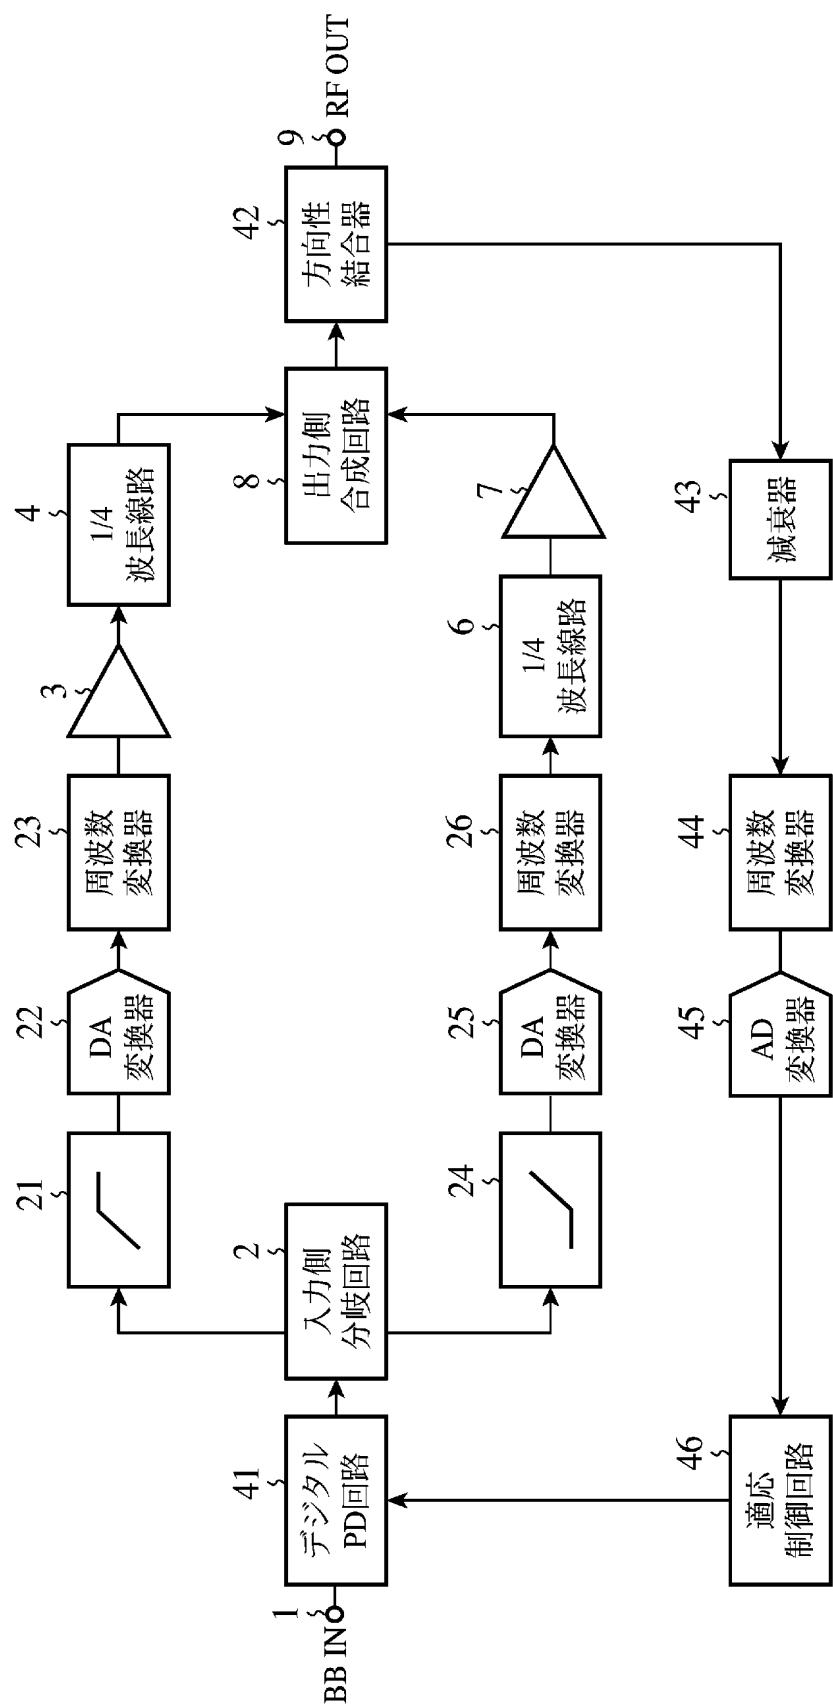 21
22
DA
変換器
23
周波数
変換器
3
4
1/4
波長線路
BB IN
1
41
デジタル
PD回路
2
入力側
分岐回路
8
出力側
合成回路
42
方向性
結合器
9
RF OUT
24
25
DA
変換器
26
周波数
変換器
6
1/4
波長線路
7
46
適応
制御回路
45
AD
変換器
44
周波数
変換器
43
減衰器